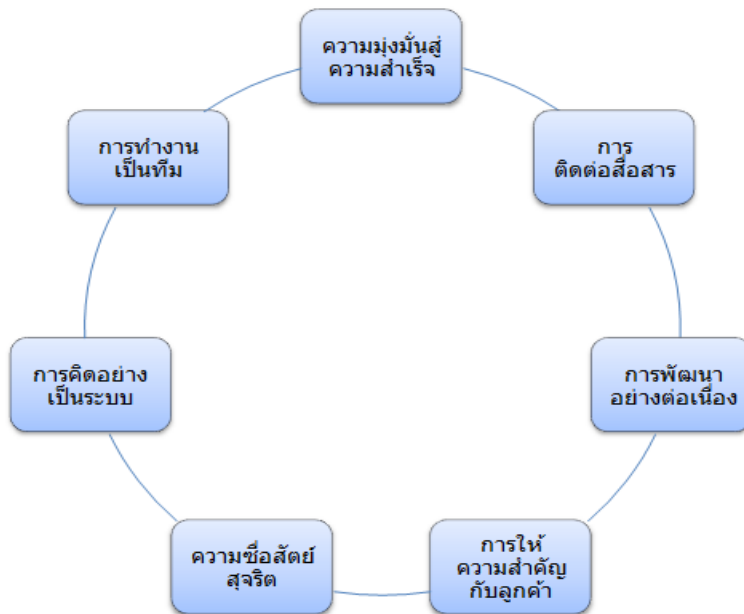 ความมุ่งมั่นสู่
ความสำเร็จ
การ
ติดต่อสื่อสาร
การพัฒนา
อย่างต่อเนื่อง
การให้
ความสำคัญ
กับลูกค้า
ความซื่อสัตย์
สุจริต
การคิดอย่าง
เป็นระบบ
การทำงาน
เป็นทีม